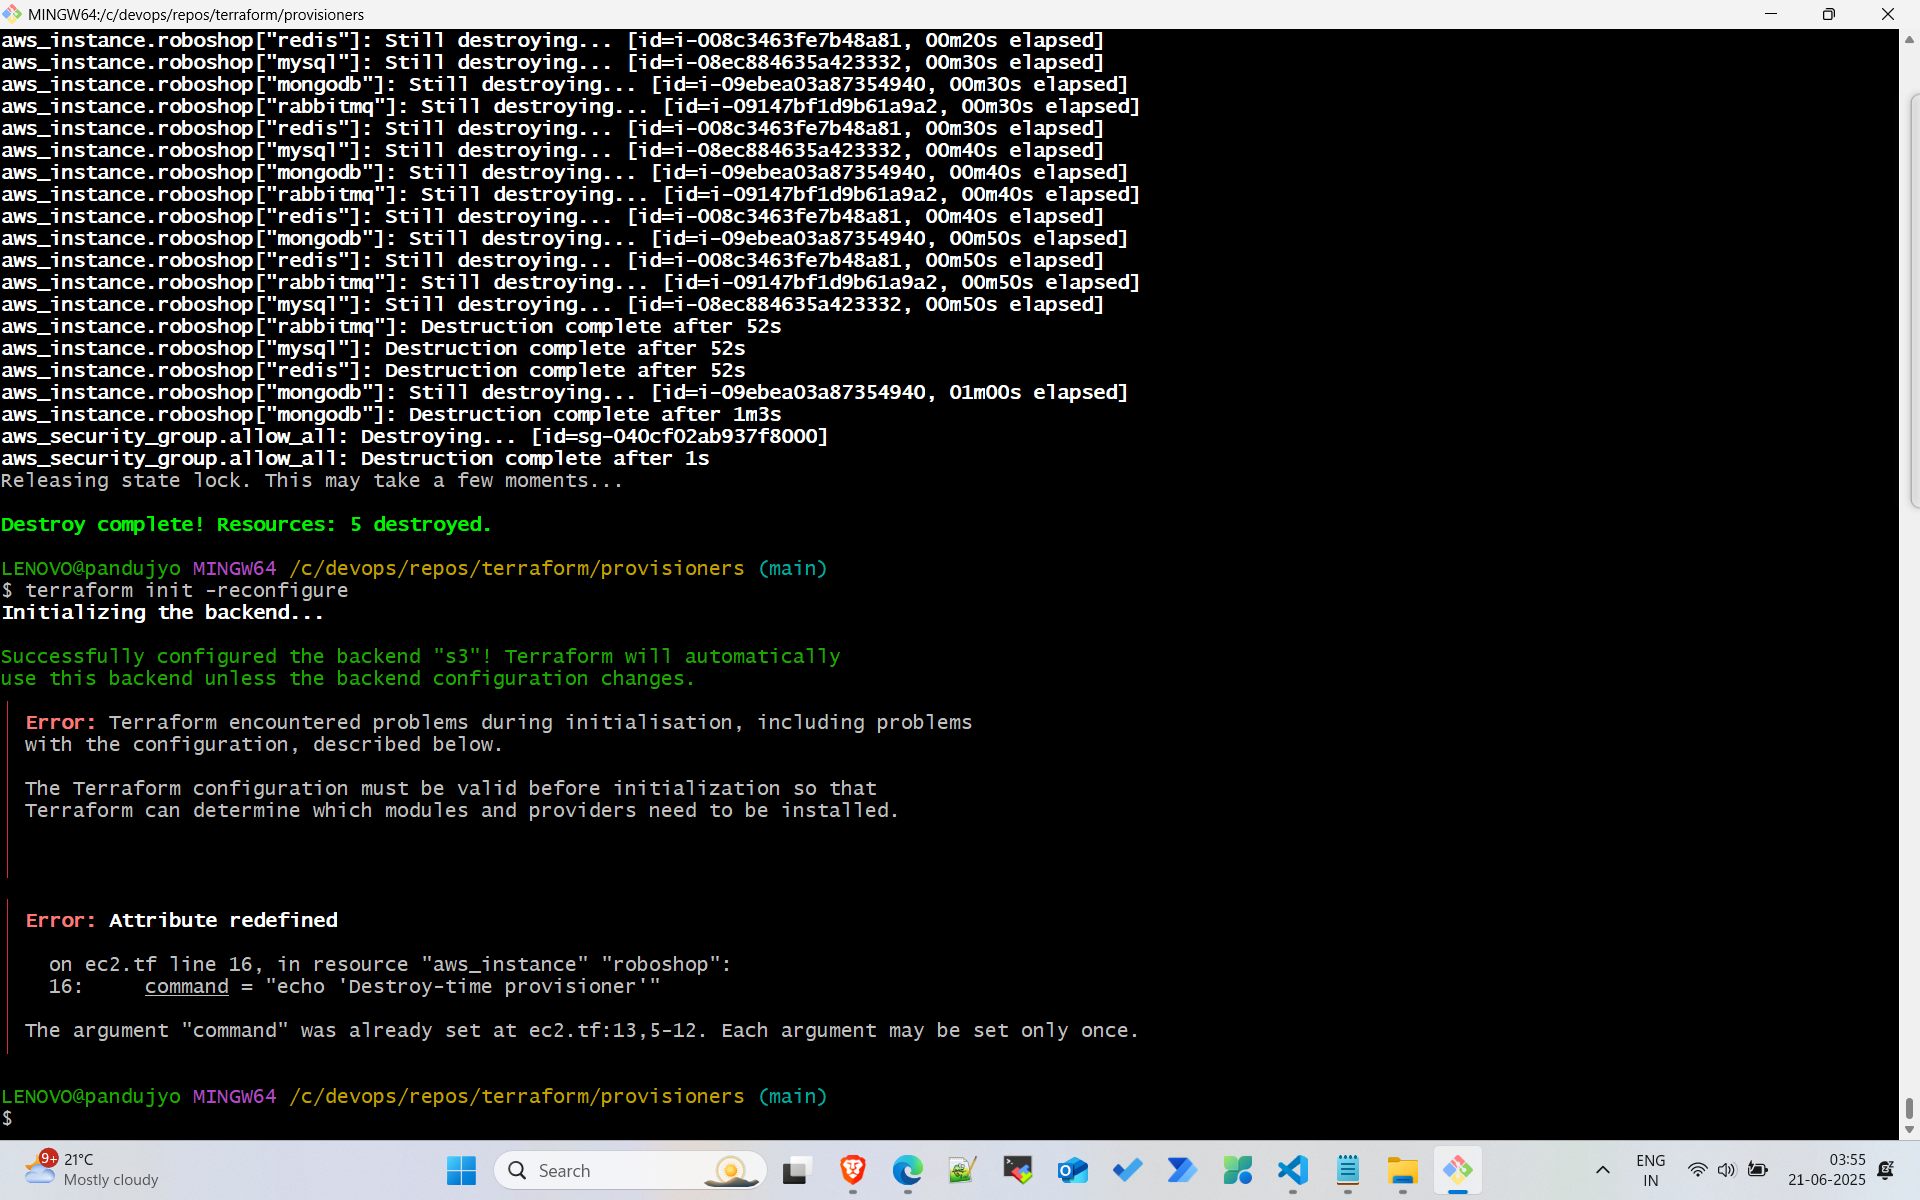 MINGW64:/c/devops/repos/terraform/provisioners
aws_instance.roboshop["redis"]: Still destroying... [id=i-008c3463fe7b48a81, 00m20s elapsed]
aws_instance.roboshop["mysql"]: Still destroying... [id=i-08ec884635a423332, 00m30s elapsed]
aws_instance.roboshop["mongodb"]: Still destroying... [id=i-09ebea03a87354940, 00m30s elapsed]
aws_instance.roboshop["rabbitmq"]: Still destroying... [id=i-09147bf1d9b61a9a2, 00m30s elapsed]
aws_instance.roboshop["redis"]: Still destroying... [id=i-008c3463fe7b48a81, 00m30s elapsed]
aws_instance.roboshop["mysql"]: Still destroying... [id=i-08ec884635a423332, 00m40s elapsed]
aws_instance.roboshop["mongodb"]: Still destroying... [id=i-09ebea03a87354940, 00m40s elapsed]
aws_instance.roboshop["rabbitmq"]: Still destroying... [id=i-09147bf1d9b61a9a2, 00m40s elapsed]
aws_instance.roboshop["redis"]: Still destroying... [id=i-008c3463fe7b48a81, 00m40s elapsed]
aws_instance.roboshop["mongodb"]: Still destroying... [id=i-09ebea03a87354940, 00m50s elapsed]
aws_instance.roboshop["redis"]: Still destroying... [id=i-008c3463fe7b48a81, 00m50s elapsed]
aws_instance.roboshop["rabbitmq"]: Still destroying... [id=i-09147bf1d9b61a9a2, 00m50s elapsed]
aws_instance.roboshop["mysql"]: Still destroying... [id=i-08ec884635a423332, 00m50s elapsed]
aws_instance.roboshop["rabbitmq"]: Destruction complete after 52s
aws_instance.roboshop["mysql"]: Destruction complete after 52s
aws_instance.roboshop["redis"]: Destruction complete after 52s
aws_instance.roboshop["mongodb"]: Still destroying... [id=i-09ebea03a87354940, 01m00s elapsed]
aws_instance.roboshop["mongodb"]: Destruction complete after 1m3s
aws_security_group.allow_all: Destroying... [id=sg-040cf02ab937f8000]
aws_security_group.allow_all: Destruction complete after 1s
Releasing state lock. This may take a few moments...
Destroy complete! Resources: 5 destroyed.
LENOVO@pandujyo MINGW64 /c/devops/repos/terraform/provisioners (main)
$ terraform init -reconfigure
Initializing the backend...
Successfully configured the backend "s3"! Terraform will automatically
use this backend unless the backend configuration changes.
Error: Terraform encountered problems during initialisation, including problems
with the configuration, described below.
The Terraform configuration must be valid before initialization so that
Terraform can determine which modules and providers need to be installed.
Error: Attribute redefined
on ec2.tf line 16, in resource "aws_instance" "roboshop":
16: command = "echo 'Destroy-time provisioner'"
The argument "command" was already set at ec2.tf:13,5-12. Each argument may be set only once.
LENOVO@pandujyo MINGW64 /c/devops/repos/terraform/provisioners (main)
$
9+
21°C
Mostly cloudy
Search
ENG
IN
03:55
21-06-2025